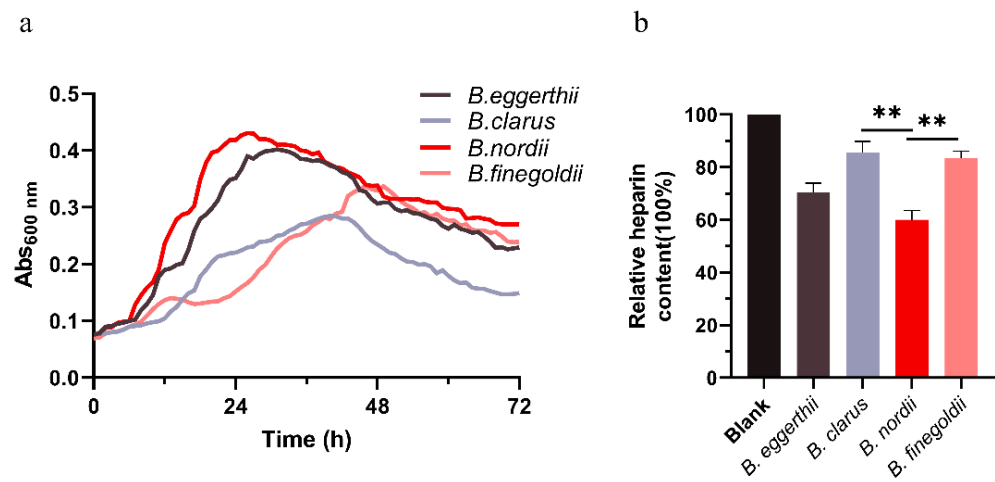 a
b
0.5
0.4
0.3
0.2
0.1
0.0
Abs600 nm
0
24
48
72
Time (h)
B.eggerthii
B.clarus
B.nordii
B.finegoldii
100
80
60
40
20
0
Relative heparin
content(100%)
**
**
Blank
B. eggerthii
B. clarus
B. nordii
B. finegoldii